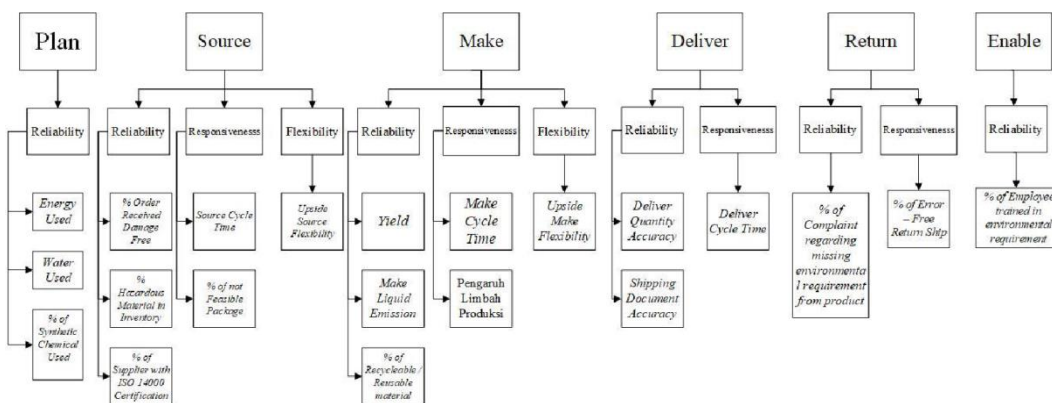 Plan
Source
Make
Deliver
Return
Enable
Reliability
Reliability
Responsivenesss
Flexibility
Reliability
Responsivenesss
Flexibility
Reliability
Responsivenesss
Reliability
Responsivenesss
Reliability
Energy
Used
Water
Used
% of
Synthetic
Chemical
Used
% Order
Received
Damage
Free
%
Hazardous
Material in
Inventory
% of
Supplier with
ISO 14000
Certification
Source Cycle
Time
% of not
Feasible
Package
Upside
Source
Flexibility
Yield
Make
Liquid
Emission
% of
Recycleable /
Reusable
material
Make
Cycle
Time
Pengaruh
Limbah
Produksi
Upside
Make
Flexibility
Deliver
Quantity
Accuracy
Shipping
Document
Accuracy
Deliver
Cycle Time
% of
Complaint
regarding
missing
environmenta
l requirement
from product
% of Error
– Free
Return Ship
% of Employee
trained in
environmental
requirement